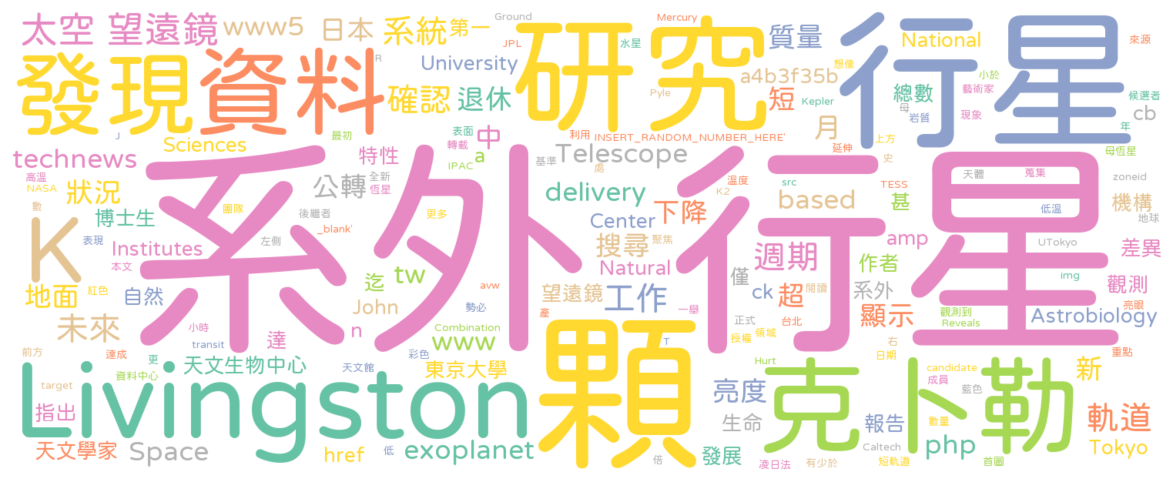 太空 望遠鏡 www5 日本 系統 第一 Ground 研究 Mercury 質量 行星 National 來源
JPL 水星 想像 小於
發現 資料 R University 確認 退休 a4b3f35b 短 總數 藝術家 候選者
Pyle Kepler 母 岩質 現象 cb
J 最初 Sciences 表面 轉載 中 利用 INSERT_RANDOM_NUMBER_HERE' 月 延伸 上方 年
technews 系外行星 特性 IPAC a Telescope 基準 處 史 母恆星
高溫 NASA 狀況 公轉 全新 恆星 delivery K2 溫度 src based TESS 甚 天體 蒐集 zoneid
K 數 博士生 團隊 後繼者 _blank' 更多 Center 下降 低溫 機構 地球
表現 Institutes 左側 搜尋 聚焦 週期 amp UTokyo 差異
本文 迄 tw Natural 僅 作者
地面 紅色 自然 John avw 勢必 望遠鏡 工作 ck 超 系外 閱讀 img 觀測
未來 小時 transit 達 n www Combination 產 一舉 正式 台北 顯示 觀測到 Reveals 亮眼 Astrobiology
前方 達成 更 天文生物中心 天文館 彩色 東京大學 顆 T 授權 領域 右 日期 重點
Livingston 資料中心 Hurt 克卜勒 candidate 成員 新
target 指出 亮度 藍色 數量 軌道
天文學家 Space href 低 exoplanet 倍 生命 發展 凌日法 Caltech 有少於 報告 短軌道 php 首圖 Tokyo